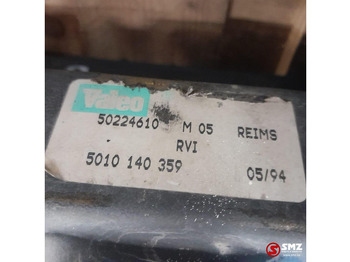 Valeo
50224610 M 05 REIMS
RVI
5010 140 359 05/94
SMZ